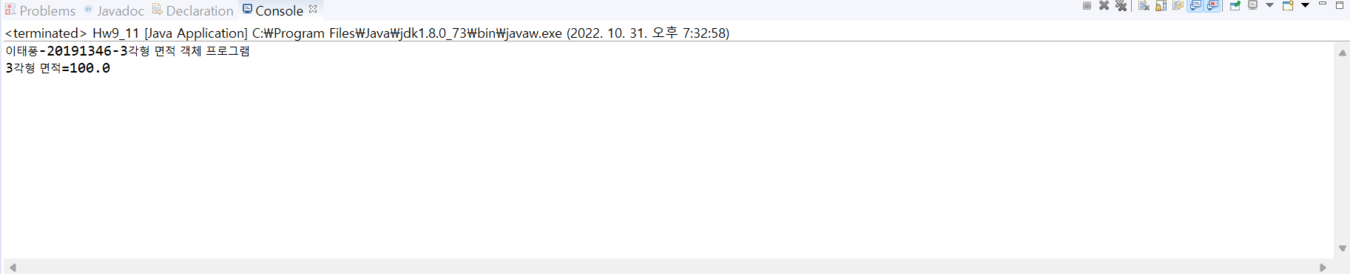 Problems Javadoc Declaration Console
<terminated> Hw9_11 [Java Application] C:₩Program Files₩Java₩jdk1.8.0_73₩bin₩javaw.exe (2022. 10. 31. 오후 7:32:58)
이태풍-20191346-3각형 면적 객체 프로그램
3각형 면적=100.0